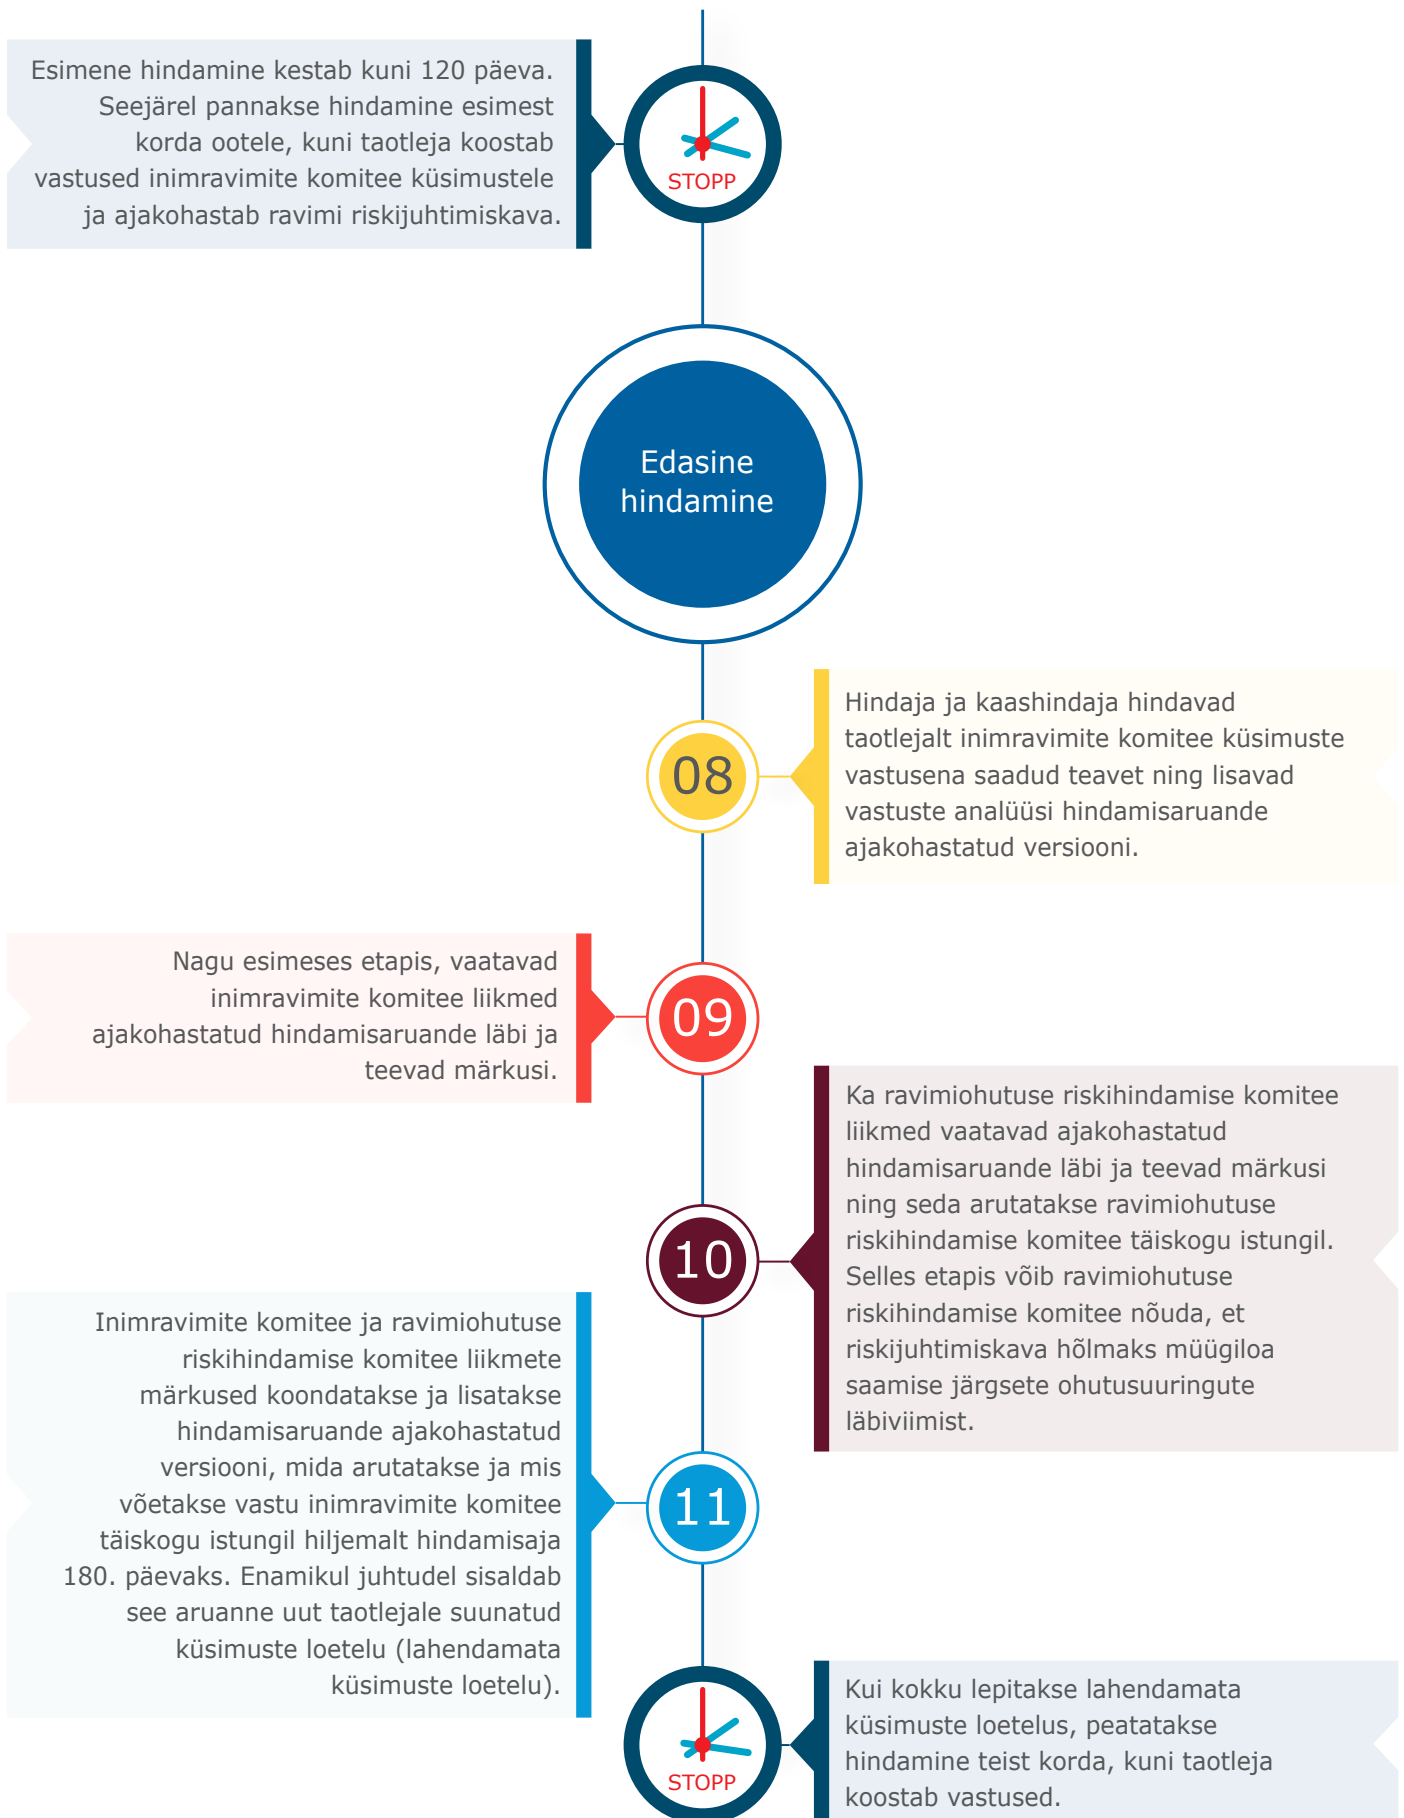 Esimene hindamine kestab kuni 120 päeva.
Seejärel pannakse hindamine esimest
korda ootele, kuni taotleja koostab
vastused inimravimite komitee küsimustele
ja ajakohastab ravimi riskijuhtimiskava.
STOPP
Edasine
hindamine
08
Hindaja ja kaashindaja hindavad
taotlejalt inimravimite komitee küsimuste
vastusena saadud teavet ning lisavad
vastuste analüüsi hindamisaruande
ajakohastatud versiooni.
Nagu esimeses etapis, vaatavad
inimravimite komitee liikmed
ajakohastatud hindamisaruande läbi ja
teevad märkusi.
09
10
Ka ravimiohutuse riskihindamise komitee
liikmed vaatavad ajakohastatud
hindamisaruande läbi ja teevad märkusi
ning seda arutatakse ravimiohutuse
riskihindamise komitee täiskogu istungil.
Selles etapis võib ravimiohutuse
riskihindamise komitee nõuda, et
riskijuhtimiskava hõlmaks müügiloa
saamise järgsete ohutusuuringute
läbiviimist.
Inimravimite komitee ja ravimiohutuse
riskihindamise komitee liikmete
märkused koondatakse ja lisatakse
hindamisaruande ajakohastatud
versiooni, mida arutatakse ja mis
võetakse vastu inimravimite komitee
täiskogu istungil hiljemalt hindamisaja
180. päevaks. Enamikul juhtudel sisaldab
see aruanne uut taotlejale suunatud
küsimuste loetelu (lahendamata
küsimuste loetelu).
11
STOPP
Kui kokku lepitakse lahendamata
küsimuste loetelus, peatatakse
hindamine teist korda, kuni taotleja
koostab vastused.